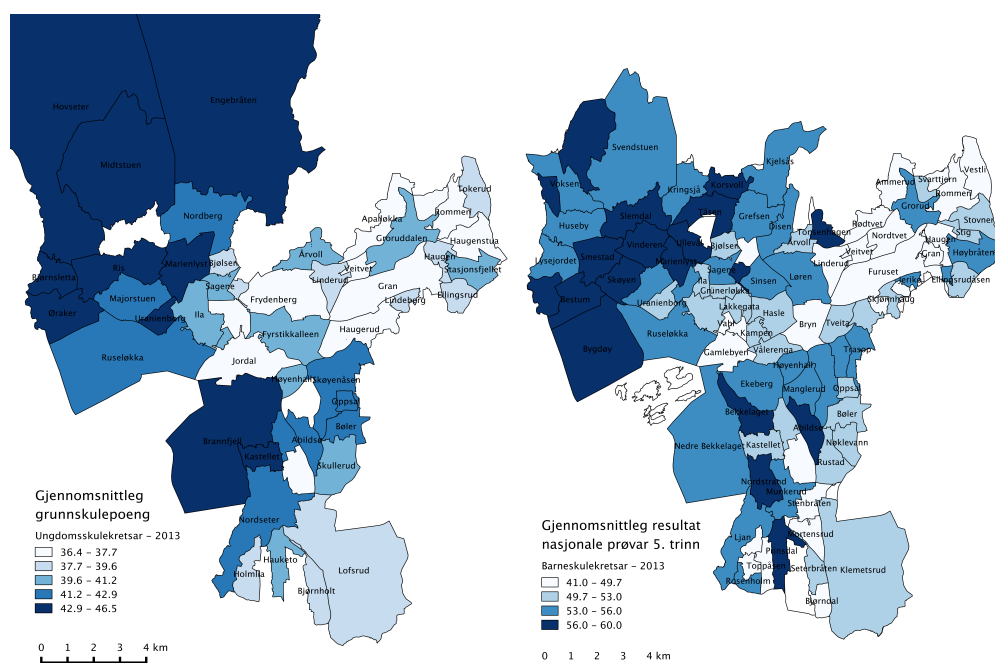 Hovseter
Engebråten
Midtstuen
Nordberg
Tokerud
Rommen
Apalløkka
Groruddalen
Haugenstua
Årvoll
Haugen
Stasjonsfjellet
Bjørnsletta
Ris
Marienlyst
Bjølsen
Veitvet
Linderud
Gran
Sagene
Majorstuen
Frydenberg
Lindeberg
Ellingsrud
Øraker
Uranienborg
Ila
Fyrstikkalleen
Haugerud
Ruseløkka
Jordal
Høyenhall
Skøyenåsen
Oppsal
Bøler
Brannfjell
Abildsø
Kastellet
Skullerud
Nordseter
Hauketo
Holmlia
Lofsrud
Bjørnholt
Gjennomsnittleg
grunnskulepoeng
Ungdomsskulekretsar – 2013
36.4 – 37.7
37.7 – 39.6
39.6 – 41.2
41.2 – 42.9
42.9 – 46.5
0 1 2 3 4 km
Svendstuen
Kjelsås
Voksen
Kringsjå
Korsvoll
Ammerud
Svarttjern
Vestli
Rommen
Slemdal
Tåsen
Grefsen
Grorud
Huseby
Disen
Tonsenhagen
Rødtvet
Stovner
Stig
Vinderen
Ullevål
Bjølsen
Årvoll
Nordtvet
Haugen
Lysejordet
Smestad
Marienlyst
Veitvet
Gran
Høybråten
Linderud
Sagene
Skøyen
Ila
Sinsen
Løren
Furuset
Jerikø
Ellingsrudåsen
Bestum
Uranienborg
Grünerløkka
Lakkegata
Hasle
Skjønnhaug
Ruseløkka
Vahl
Kampen
Bryn
Tveita
Bygdøy
Gamlebyen
Vålerenga
Trasop
Høyenhall
Ekeberg
Manglerud
Oppsal
Bekkelaget
Bøler
Abildsø
Nedre Bekkelaget
Kastellet
Nøklevann
Rustad
Nordstrand
Munkerud
Stenbråten
Ljan
Mortensrud
Prinsdal
Toppåsen
Seterbråten
Klemetsrud
Rosenholm
Bjørndal
Gjennomsnittleg resultat
nasjonale prøvar 5. trinn
Barneskulekretsar – 2013
41.0 – 49.7
49.7 – 53.0
53.0 – 56.0
56.0 – 60.0
0 1 2 3 4 km